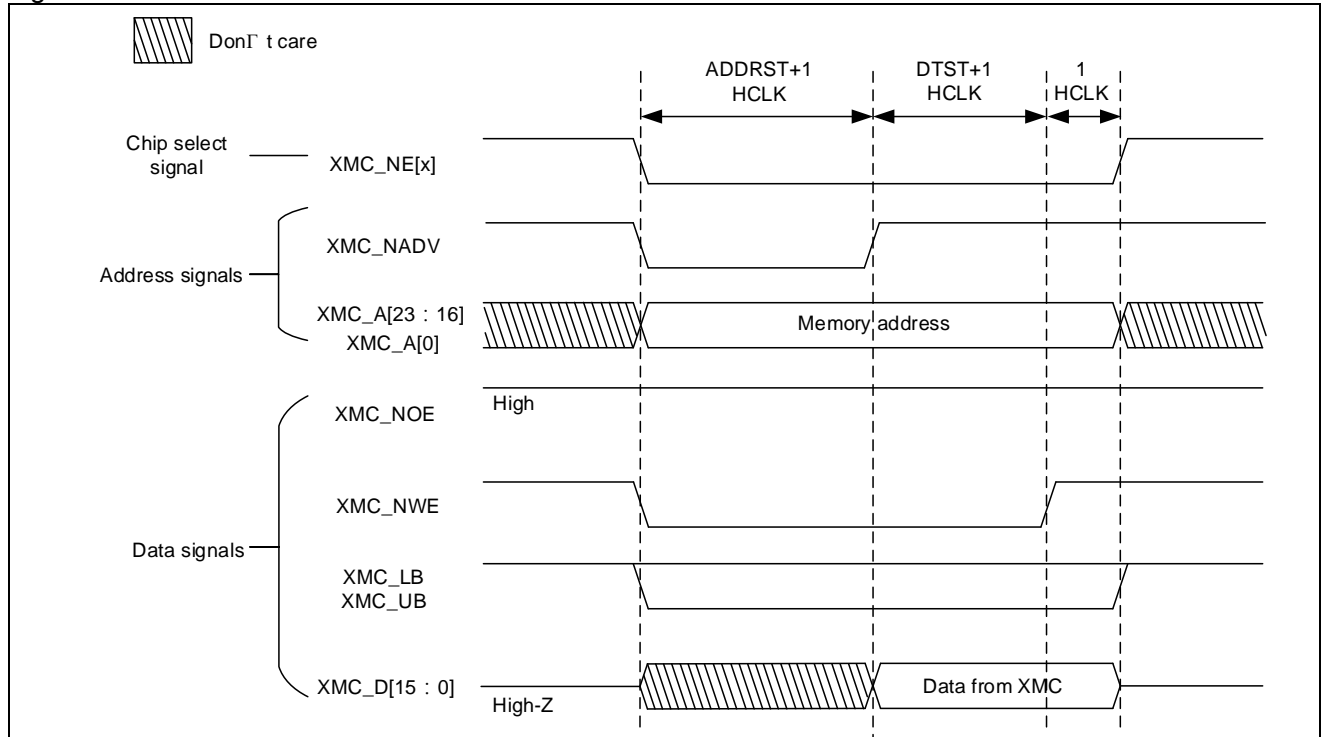 DonΓ t care
ADDRST+1
HCLK
DTST+1
HCLK
1
HCLK
Chip select
signal
XMC_NE[x]
Address signals
XMC_NADV
XMC_A[23：16]
XMC_A[0]
Memory address
Data signals
XMC_NOE
High
XMC_NWE
XMC_LB
XMC_UB
XMC_D[15：0]
High-Z
Data from XMC